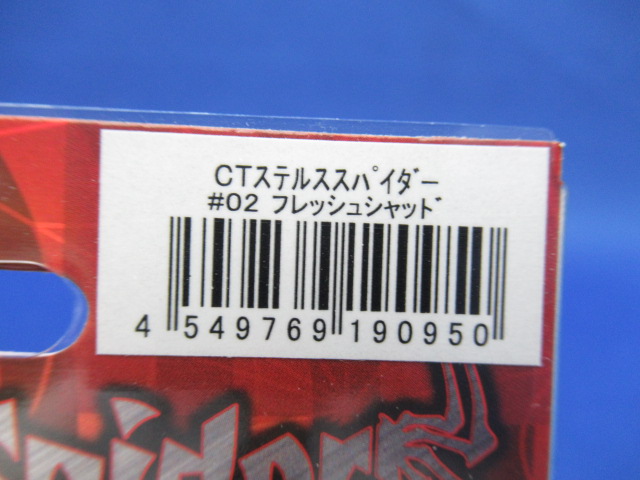 CTステルススパイダー
#02 フレッシュシャッド
4 549769 190950
Spider